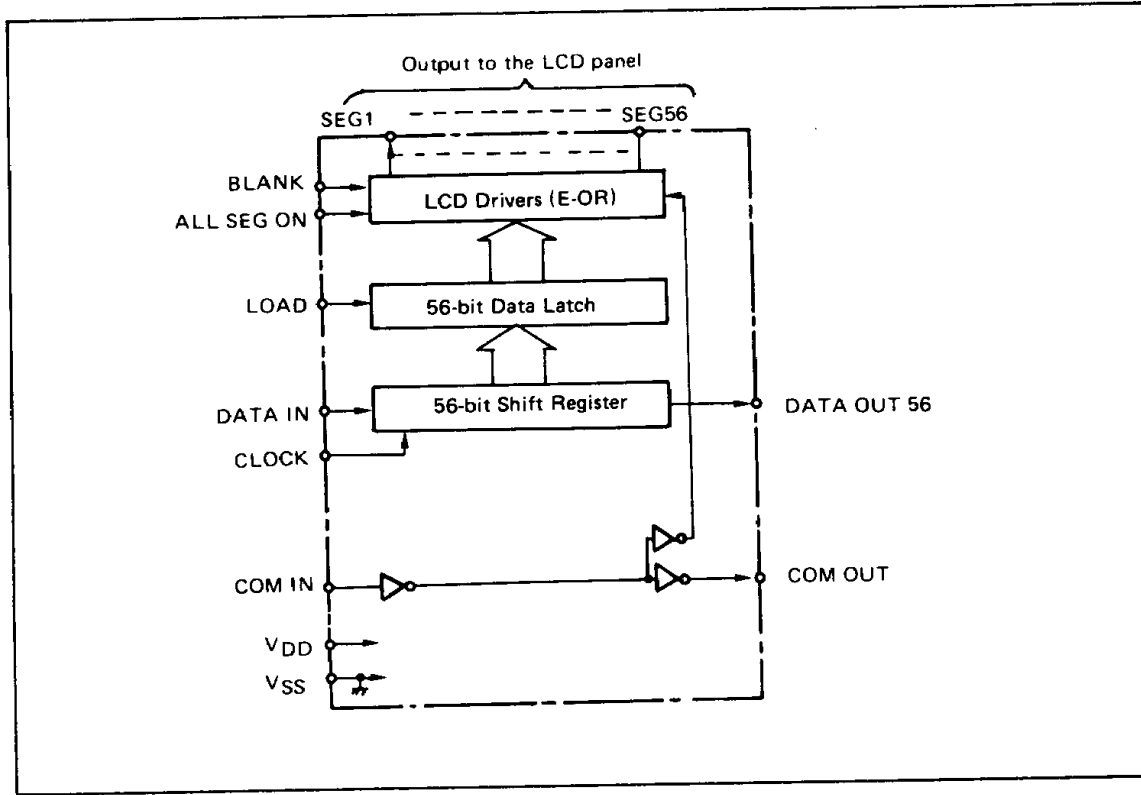 Output to the LCD panel
SEG1
SEG56
BLANK
LCD Drivers (E-OR)
ALL SEG ON
LOAD
56-bit Data Latch
DATA IN
56-bit Shift Register
DATA OUT 56
CLOCK
COM IN
COM OUT
VDD
VSS